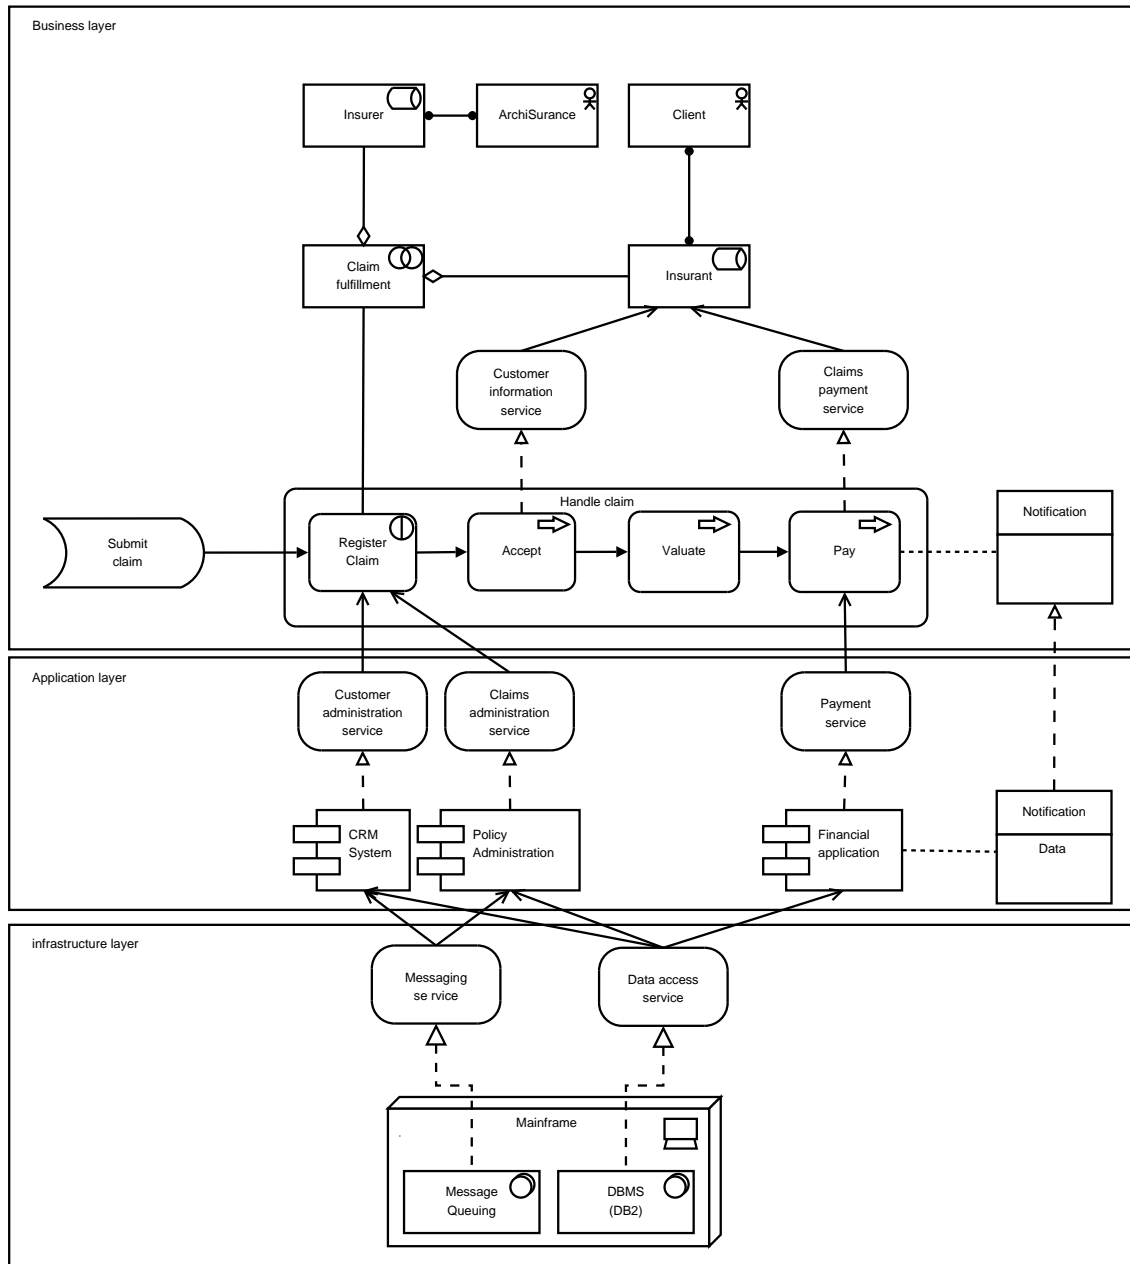 Business layer
Insurer
ArchiSurance
Client
Claim
fulfillment
Insurant
Customer
information
service
Claims
payment
service
Handle claim
Submit
claim
Register
Claim
Accept
Valuate
Pay
Notification
Application layer
Customer
administration
service
Claims
administration
service
Payment
service
CRM
System
Policy
Administration
Financial
application
Notification
Data
infrastructure layer
Messaging
se rvice
Data access
service
Mainframe
Message
Queuing
DBMS
(DB2)